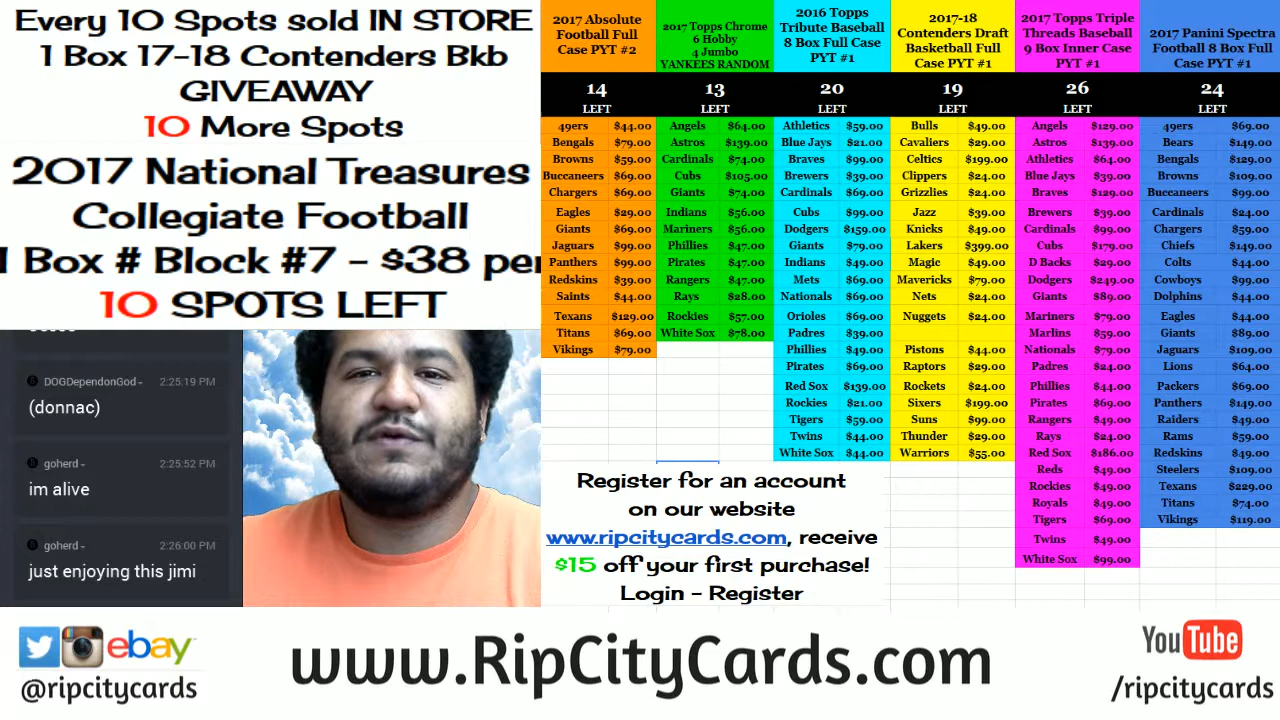 Every 10 Spots sold IN STORE
1 Box 17-18 Contenders Bkb
GIVEAWAY
10 More Spots
2017 National Treasures
Collegiate Football
1 Box # Block #7 - $38 per
10 SPOTS LEFT
DOGDependonGod - 2:25:19 PM
(donnac)
goherd - 2:25:52 PM
im alive
goherd - 2:26:00 PM
just enjoying this jimi
2017 Absolute
Football Full
Case PYT #2
14
LEFT
49ers $44.00
Bengals $79.00
Browns $59.00
Buccaneers $69.00
Chargers $69.00
Eagles $29.00
Giants $69.00
Jaguars $99.00
Panthers $99.00
Redskins $39.00
Saints $44.00
Texans $129.00
Titans $69.00
Vikings $79.00
2017 Topps Chrome
6 Hobby
4 Jumbo
YANKEES RANDOM
13
LEFT
Angels $64.00
Astros $139.00
Cardinals $74.00
Cubs $105.00
Giants $74.00
Indians $56.00
Mariners $56.00
Phillies $47.00
Pirates $47.00
Rangers $47.00
Rays $28.00
Rockies $57.00
White Sox $78.00
2016 Topps
Tribute Baseball
8 Box Full Case
PYT #1
20
LEFT
Athletics $59.00
Blue Jays $21.00
Braves $99.00
Brewers $39.00
Cardinals $69.00
Cubs $99.00
Dodgers $159.00
Giants $79.00
Indians $49.00
Mets $69.00
Nationals $69.00
Orioles $69.00
Padres $39.00
Phillies $49.00
Pirates $69.00
Red Sox $139.00
Rockies $21.00
Tigers $59.00
Twins $44.00
White Sox $44.00
2017-18
Contenders Draft
Basketball Full
Case PYT #1
19
LEFT
Bulls $49.00
Cavaliers $29.00
Celtics $199.00
Clippers $24.00
Grizzlies $24.00
Jazz $39.00
Knicks $49.00
Lakers $399.00
Magic $49.00
Mavericks $79.00
Nets $24.00
Nuggets $24.00
Pistons $44.00
Raptors $29.00
Rockets $24.00
Sixers $199.00
Suns $99.00
Thunder $29.00
Warriors $55.00
2017 Topps Triple
Threads Baseball
9 Box Inner Case
PYT #1
26
LEFT
Angels $129.00
Astros $139.00
Athletics $64.00
Blue Jays $39.00
Braves $129.00
Brewers $39.00
Cardinals $99.00
Cubs $179.00
D Backs $29.00
Dodgers $249.00
Giants $89.00
Mariners $79.00
Marlins $59.00
Nationals $79.00
Padres $24.00
Phillies $44.00
Pirates $69.00
Rangers $49.00
Rays $24.00
Red Sox $186.00
Reds $49.00
Rockies $49.00
Royals $49.00
Tigers $69.00
Twins $49.00
White Sox $99.00
2017 Panini Spectra
Football 8 Box Full
Case PYT #1
24
LEFT
49ers $69.00
Bears $149.00
Bengals $129.00
Browns $109.00
Buccaneers $99.00
Cardinals $24.00
Chargers $59.00
Chiefs $149.00
Colts $44.00
Cowboys $99.00
Dolphins $44.00
Eagles $44.00
Giants $89.00
Jaguars $109.00
Lions $64.00
Packers $69.00
Panthers $149.00
Raiders $49.00
Rams $59.00
Redskins $49.00
Steelers $109.00
Texans $229.00
Titans $74.00
Vikings $119.00
Register for an account
on our website
www.ripcitycards.com, receive
$15 off your first purchase!
Login - Register
ebay
@ripcitycards
www.RipCityCards.com
YouTube
/ripcitycards